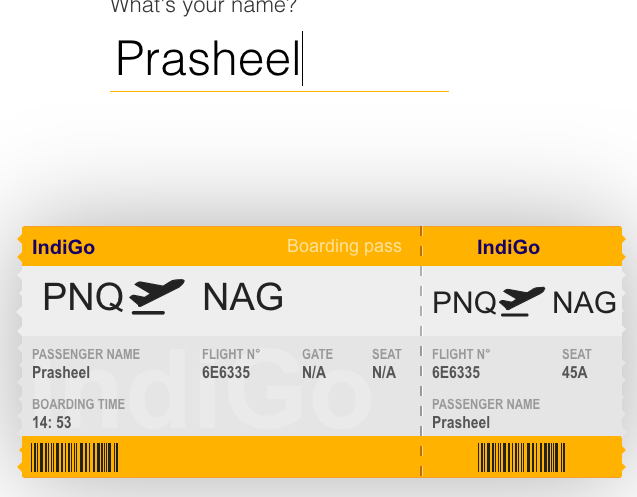 What's your name?
Prasheel
IndiGo Boarding pass
PNQ NAG
PASSENGER NAME FLIGHT N° GATE SEAT
Prasheel 6E6335 N/A N/A
BOARDING TIME
14: 53
IndiGo
IndiGo
PNQ NAG
FLIGHT N° SEAT
6E6335 45A
PASSENGER NAME
Prasheel